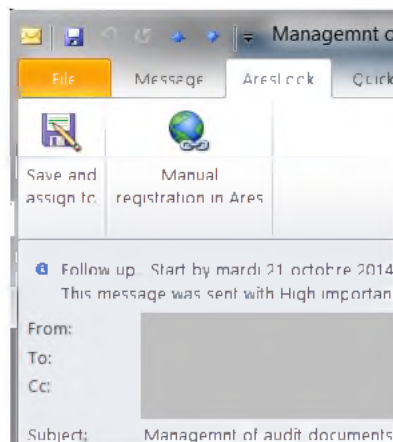 Managemnt o
File Message AresLook Quick
Save and assign to
Manual registration in Ares
Follow up. Start by mardi 21 octobre 2014
This message was sent with High importan
From:
To:
Cc:
Subject: Managemnt of audit documents